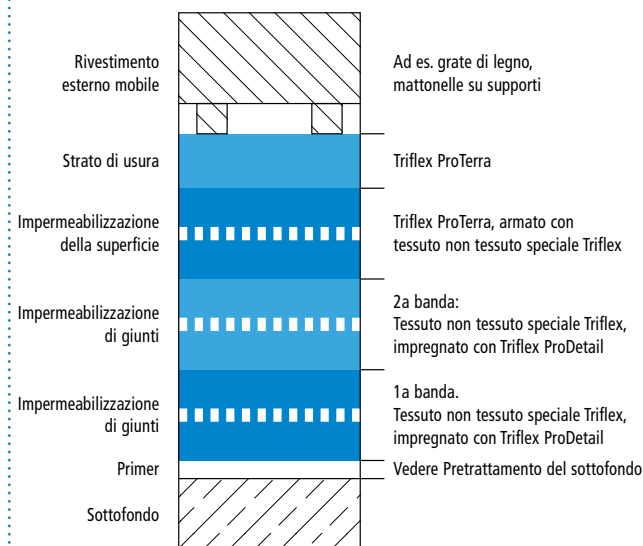 Rivestimento
esterno mobile
Ad es. grate di legno,
mattonelle su supporti
Strato di usura
Triflex ProTerra
Impermeabilizzazione
della superficie
Triflex ProTerra, armato con
tessuto non tessuto speciale Triflex
Impermeabilizzazione
di giunti
2a banda:
Tessuto non tessuto speciale Triflex,
impregnato con Triflex ProDetail
Impermeabilizzazione
di giunti
1a banda.
Tessuto non tessuto speciale Triflex,
impregnato con Triflex ProDetail
Primer
Vedere Pretrattamento del sottofondo
Sottofondo